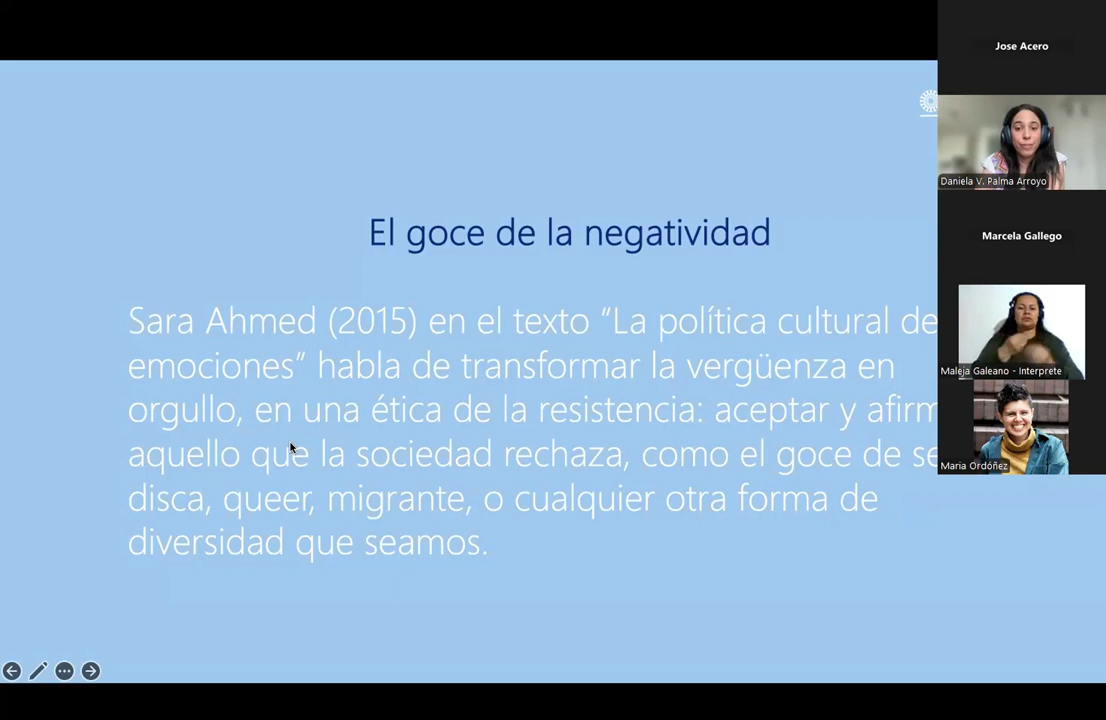 El goce de la negatividad
Sara Ahmed (2015) en el texto “La política cultural de
emociones” habla de transformar la vergüenza en
orgullo, en una ética de la resistencia: aceptar y afirm
aquello que la sociedad rechaza, como el goce de se
disca, queer, migrante, o cualquier otra forma de
diversidad que seamos.
Jose Acero
Daniela V. Palma Arroyo
Marcela Gallego
Maleja Galeano - Interprete
Maria Ordóñez